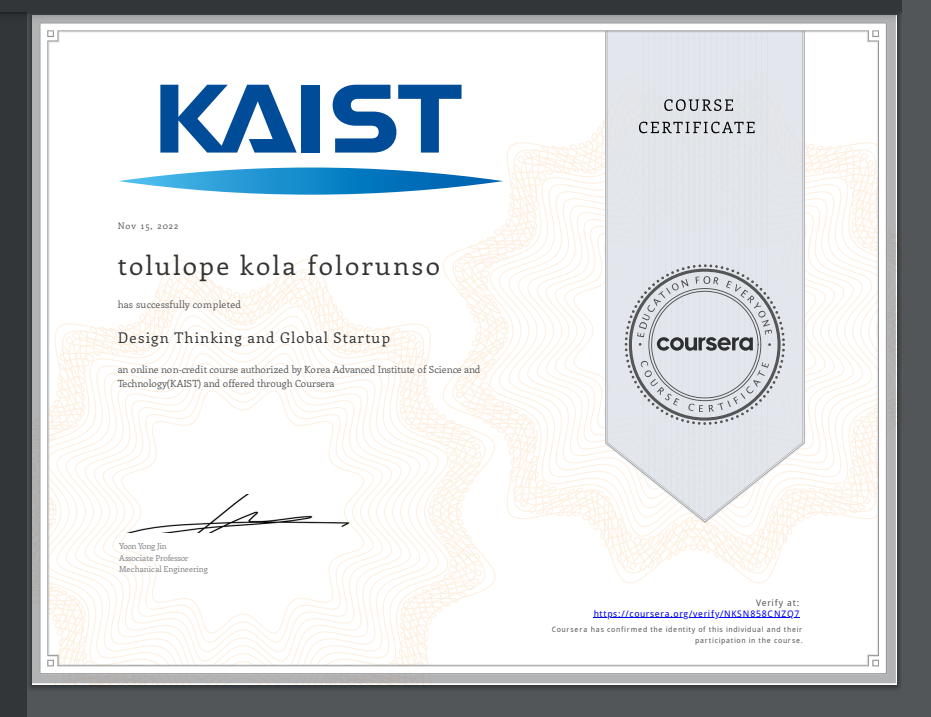 KAIST
COURSE
CERTIFICATE
Nov 15, 2022
tolulope kola folorunso
has successfully completed
Design Thinking and Global Startup
an online non-credit course authorized by Korea Advanced Institute of Science and
Technology(KAIST) and offered through Coursera
EDUCATION FOR EVERYONE
coursera
COURSE CERTIFICATE
Yoon Yong Jin
Associate Professor
Mechanical Engineering
Verify at:
https://coursera.org/verify/NKSN858CNZQ7
Coursera has confirmed the identity of this individual and their
participation in the course.